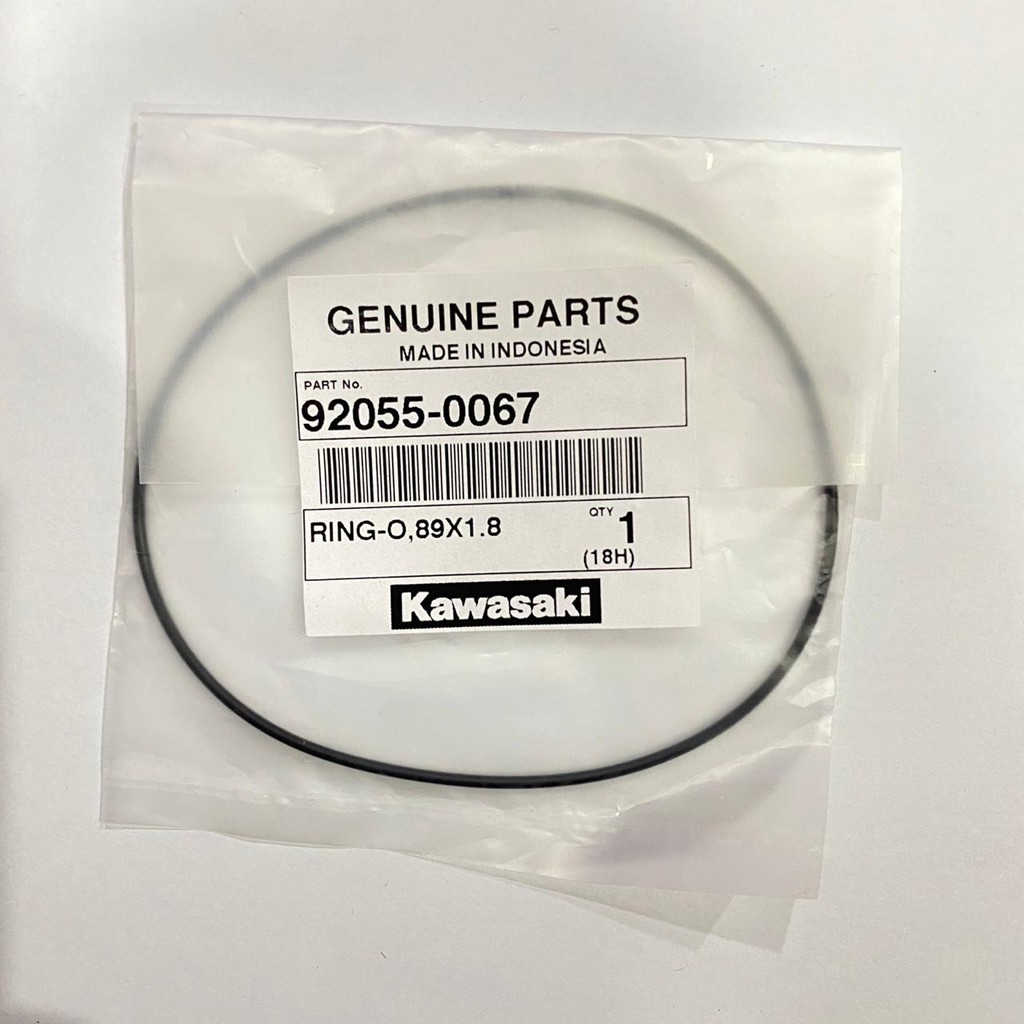 GENUINE PARTS
MADE IN INDONESIA
PART No.
92055-0067
RING-O,89X1.8
QTY 1
(18H)
Kawasaki